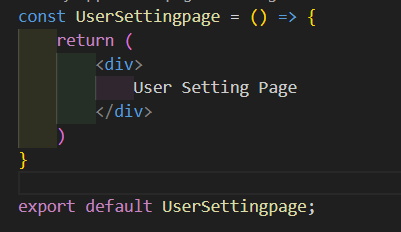 const UserSettingpage = () => {
    return (
        <div>
            User Setting Page
        </div>
    )
}
export default UserSettingpage;